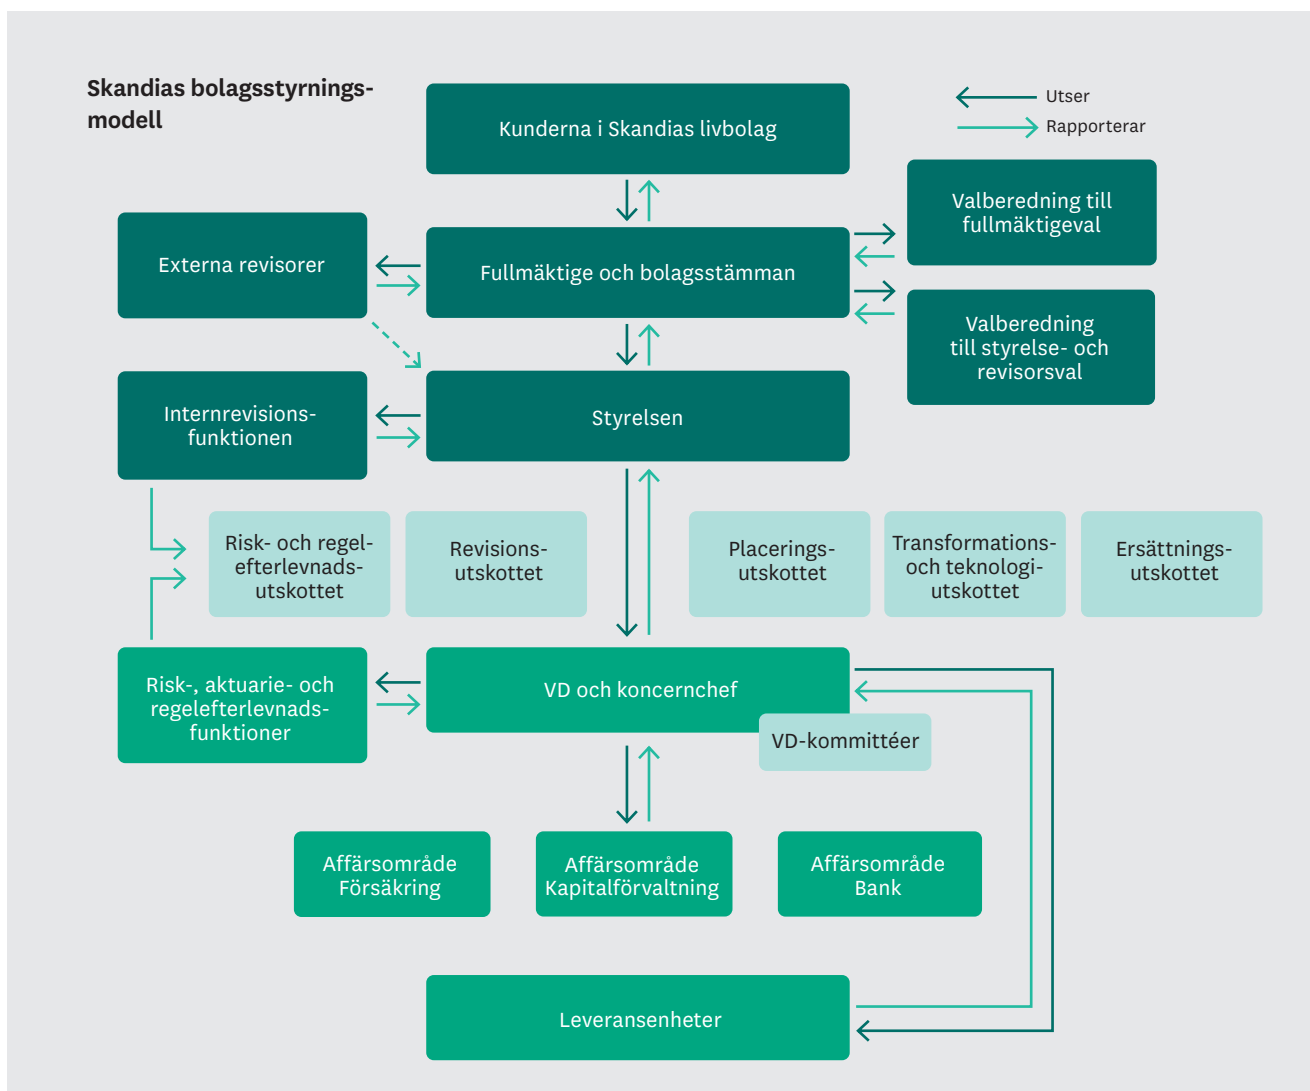 Skandias bolagsstyrnings-
modell
Kunderna i Skandias livbolag
Utser
Rapporterar
Valberedning till
fullmäktigeval
Externa revisorer
Fullmäktige och bolagsstämman
Valberedning
till styrelse- och
revisorsval
Internrevisions-
funktionen
Styrelsen
Risk- och regel-
efterlevnads-
utskottet
Revisions-
utskottet
Placerings-
utskottet
Transformations-
och teknologi-
utskottet
Ersättnings-
utskottet
Risk-, aktuarie- och
regelefterlevnads-
funktioner
VD och koncernchef
VD-kommittéer
Affärsområde
Försäkring
Affärsområde
Kapitalförvaltning
Affärsområde
Bank
Leveransenheter